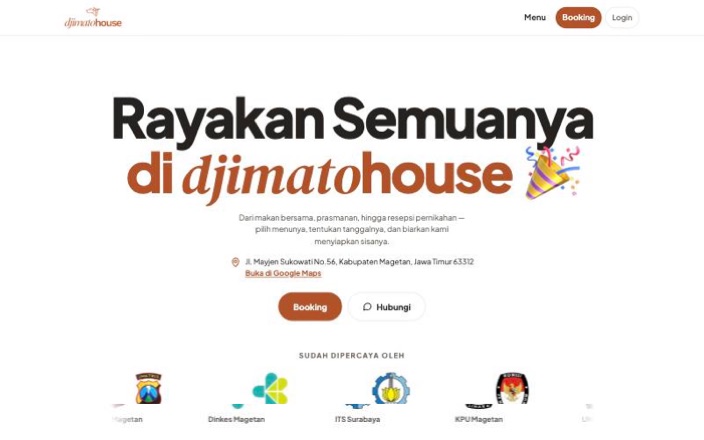 djimatohouse
Menu
Booking
Login
Rayakan Semuanya
di djimatohouse
Dari makan bersama, prasmanan, hingga resepsi pernikahan —
pilih menunya, tentukan tanggalnya, dan biarkan kami
menyiapkan sisanya.
Jl. Mayjen Sukowati No.56, Kabupaten Magetan, Jawa Timur 63312
Buka di Google Maps
Booking
Hubungi
SUDAH DIPERCAYA OLEH
Magetan
Dinkes Magetan
ITS Surabaya
KPU Magetan